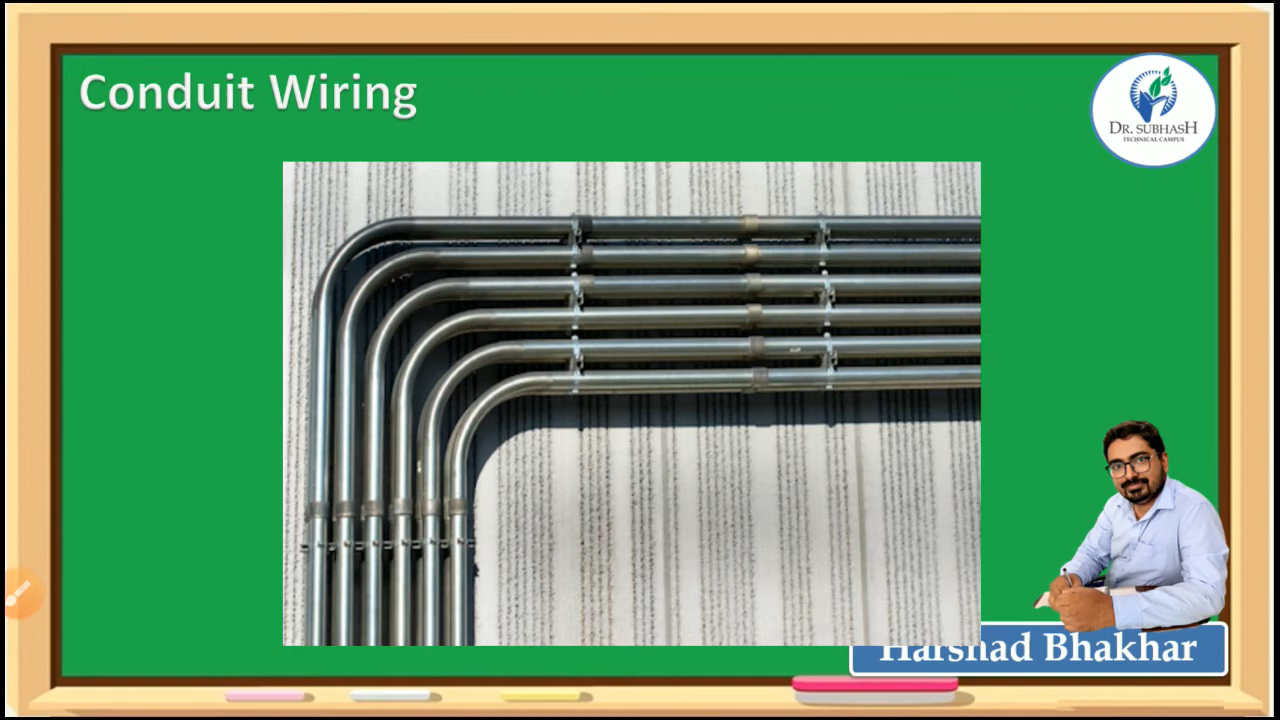 Conduit Wiring
DR. SUBHASH
TECHNICAL CAMPUS
Harshad Bhakhar